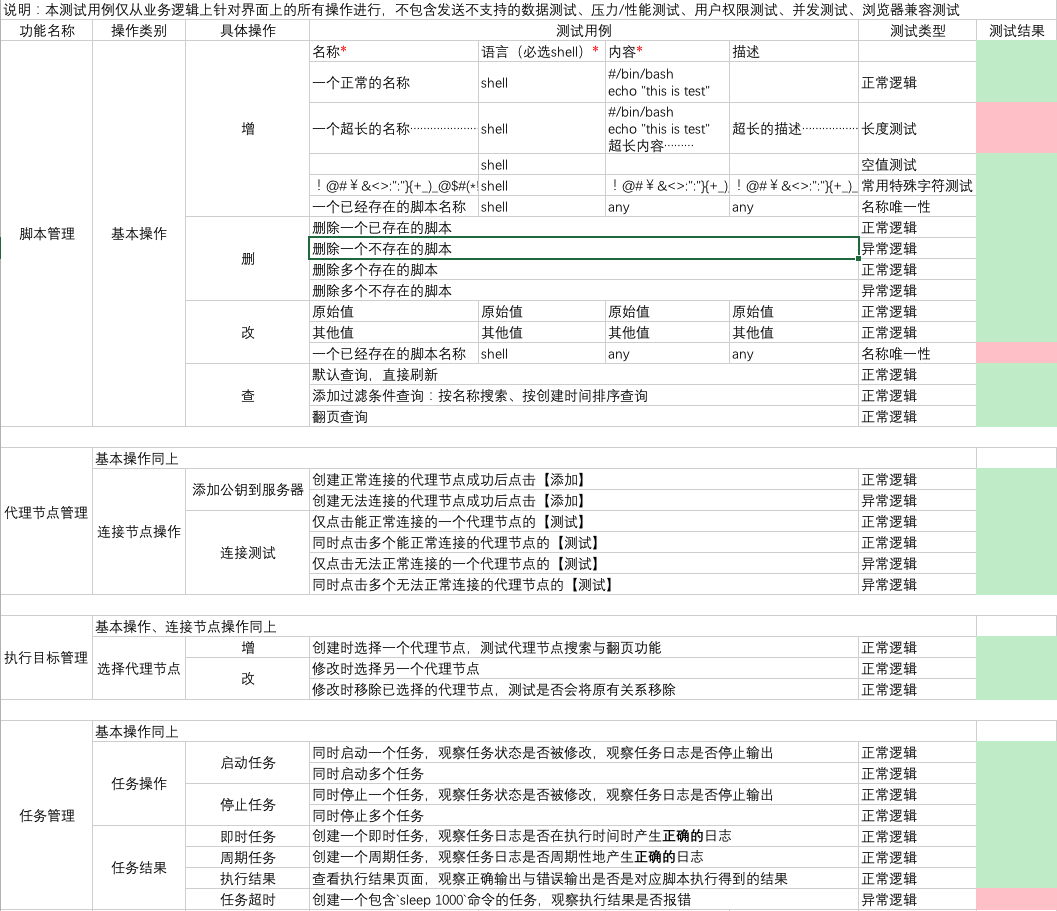 说明：本测试用例仅从业务逻辑上针对界面上的所有操作进行，不包含发送不支持的数据测试、压力/性能测试、用户权限测试、并发测试、浏览器兼容测试
功能名称 操作类别 具体操作 测试用例 测试类型 测试结果
脚本管理 基本操作 增 名称* 语言（必选shell）* 内容* 描述
一个正常的名称 shell #/bin/bash
echo "this is test" 正常逻辑
一个超长的名称………………… shell #/bin/bash
echo "this is test"
超长内容……… 超长的描述…………… 长度测试
shell 空值测试
！@#￥&<>:":"}{+_)_@$#(*! shell ！@#￥&<>:":"}{+_) ！@#￥&<>:":"}{+_)_ 常用特殊字符测试
一个已经存在的脚本名称 shell any any 名称唯一性
删 删除一个已存在的脚本 正常逻辑
删除一个不存在的脚本 异常逻辑
删除多个存在的脚本 正常逻辑
删除多个不存在的脚本 异常逻辑
改 原始值 原始值 原始值 原始值 正常逻辑
其他值 其他值 其他值 其他值 正常逻辑
一个已经存在的脚本名称 shell any any 名称唯一性
查 默认查询，直接刷新 正常逻辑
添加过滤条件查询：按名称搜索、按创建时间排序查询 正常逻辑
翻页查询 正常逻辑
代理节点管理 基本操作同上
连接节点操作 添加公钥到服务器 创建正常连接的代理节点成功后点击【添加】 正常逻辑
创建无法连接的代理节点成功后点击【添加】 异常逻辑
连接测试 仅点击能正常连接的一个代理节点的【测试】 正常逻辑
同时点击多个能正常连接的代理节点的【测试】 正常逻辑
仅点击无法正常连接的一个代理节点的【测试】 异常逻辑
同时点击多个无法正常连接的代理节点的【测试】 异常逻辑
执行目标管理 基本操作、连接节点操作同上
选择代理节点 增 创建时选择一个代理节点，测试代理节点搜索与翻页功能 正常逻辑
改 修改时选择另一个代理节点 正常逻辑
修改时移除已选择的代理节点，测试是否会将原有关系移除 正常逻辑
任务管理 基本操作同上
任务操作 启动任务 同时启动一个任务，观察任务状态是否被修改，观察任务日志是否停止输出 正常逻辑
同时启动多个任务 正常逻辑
停止任务 同时停止一个任务，观察任务状态是否被修改，观察任务日志是否停止输出 正常逻辑
同时停止多个任务 正常逻辑
任务结果 即时任务 创建一个即时任务，观察任务日志是否在执行时间时产生正确的日志 正常逻辑
周期任务 创建一个周期任务，观察任务日志是否周期性地产生正确的日志 正常逻辑
执行结果 查看执行结果页面，观察正确输出与错误输出是否是对应脚本执行得到的结果 正常逻辑
任务超时 创建一个包含`sleep 1000`命令的任务，观察执行结果是否报错 异常逻辑